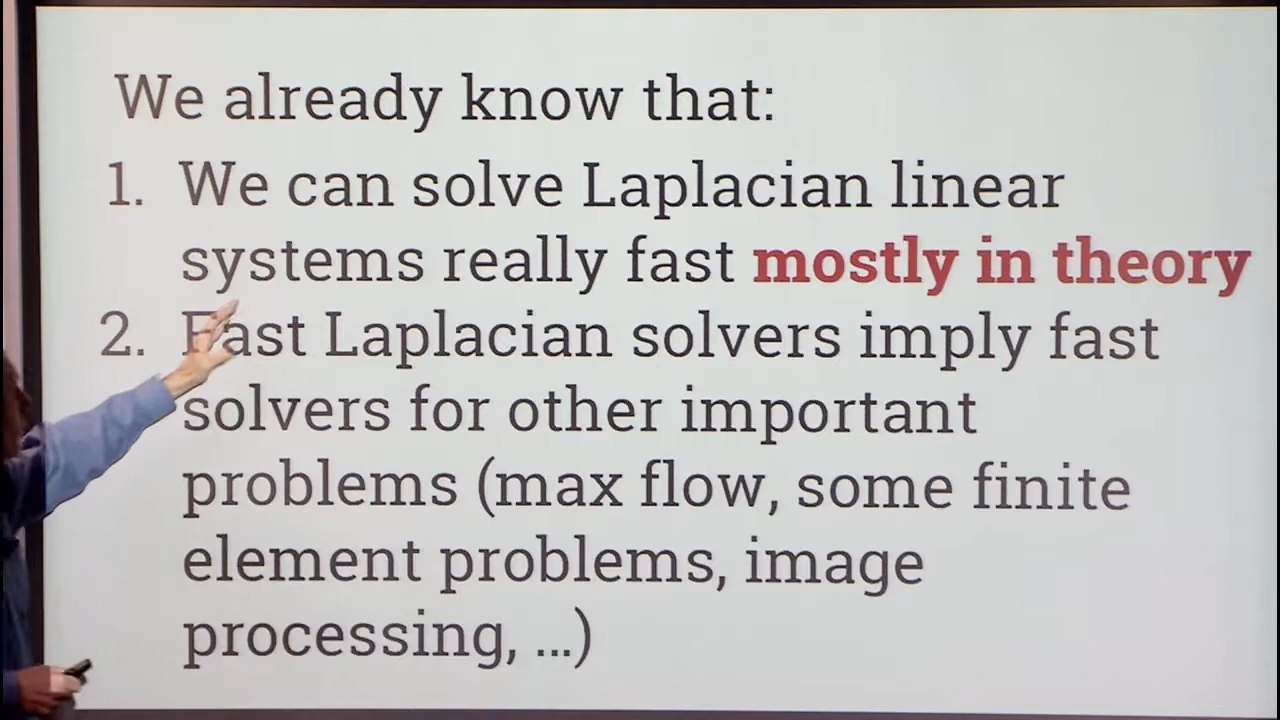 We already know that:
1. We can solve Laplacian linear
systems really fast mostly in theory
2. Fast Laplacian solvers imply fast
solvers for other important
problems (max flow, some finite
element problems, image
processing, ...)